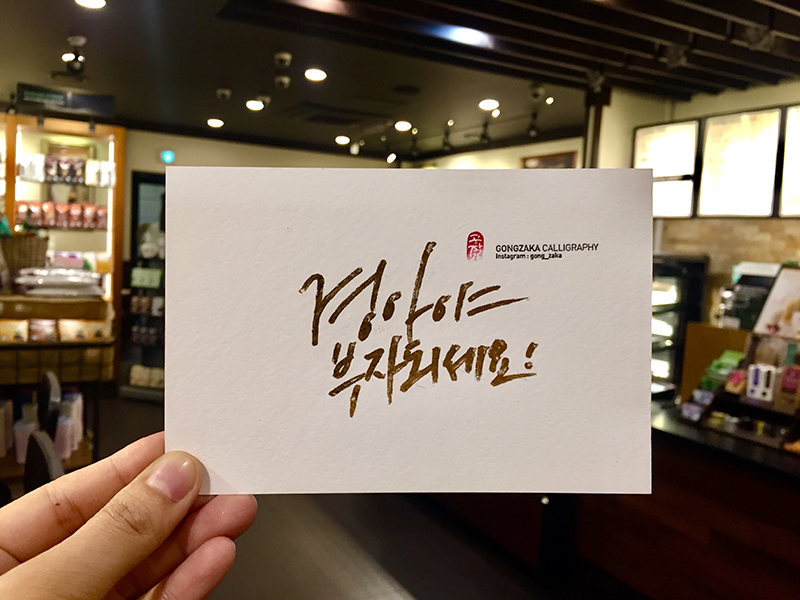 GONGZAKA CALLIGRAPHY
Instagram : gong_zaka
경아야~
부자되세요!